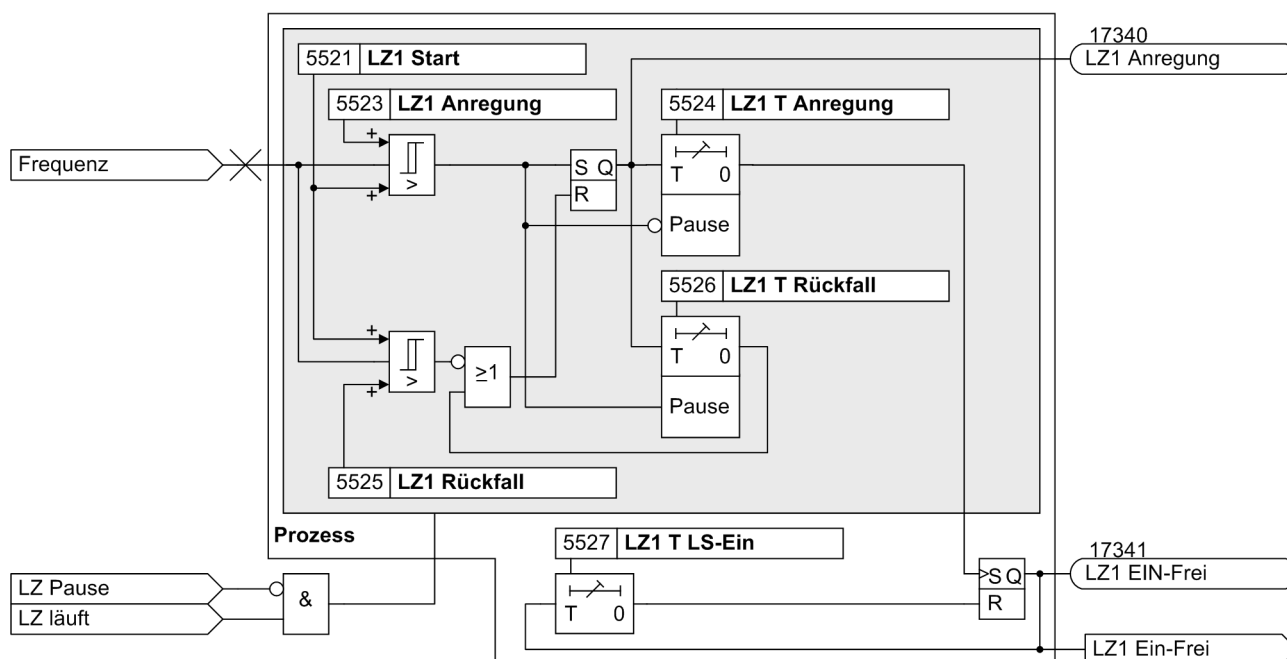 17340
5521 LZ1 Start
LZ1 Anregung
5523 LZ1 Anregung
5524 LZ1 T Anregung
+
Frequenz
>
+
S Q
R
T 0
Pause
5526 LZ1 T Rückfall
+
>
+
≥1
T 0
Pause
5525 LZ1 Rückfall
Prozess
5527 LZ1 T LS-Ein
17341
LZ Pause
LZ läuft
&
T 0
>S Q
R
LZ1 EIN-Frei
LZ1 Ein-Frei